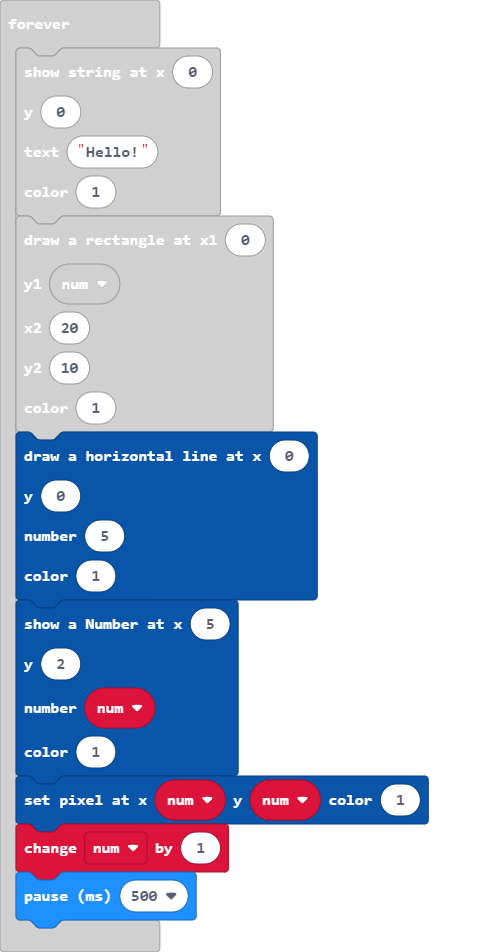 forever
show string at x 0
y 0
text "Hello!"
color 1
draw a rectangle at x1 0
y1 num
x2 20
y2 10
color 1
draw a horizontal line at x 0
y 0
number 5
color 1
show a Number at x 5
y 2
number num
color 1
set pixel at x num y num color 1
change num by 1
pause (ms) 500